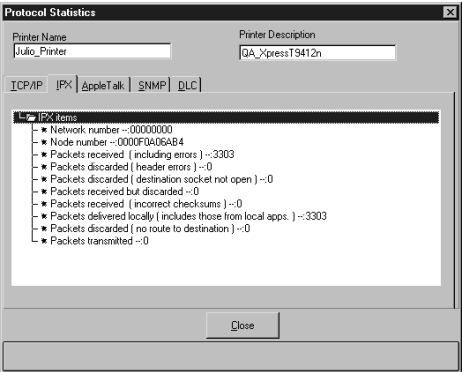 Protocol Statistics
Printer Name
Printer Description
Julio_Printer
QA_XpressT9412n
TCP/IP IPX AppleTalk SNMP DLC
IPX items
Network number --:00000000
Node number --:0000F0A06AB4
Packets received ( including errors ) --:3303
Packets discarded ( header errors ) --:0
Packets discarded ( destination socket not open ) --:0
Packets received but discarded --:0
Packets received ( incorrect checksums ) --:0
Packets delivered locally ( includes those from local apps. ) --:3303
Packets discarded ( no route to destination ) --:0
Packets transmitted --:0
Close